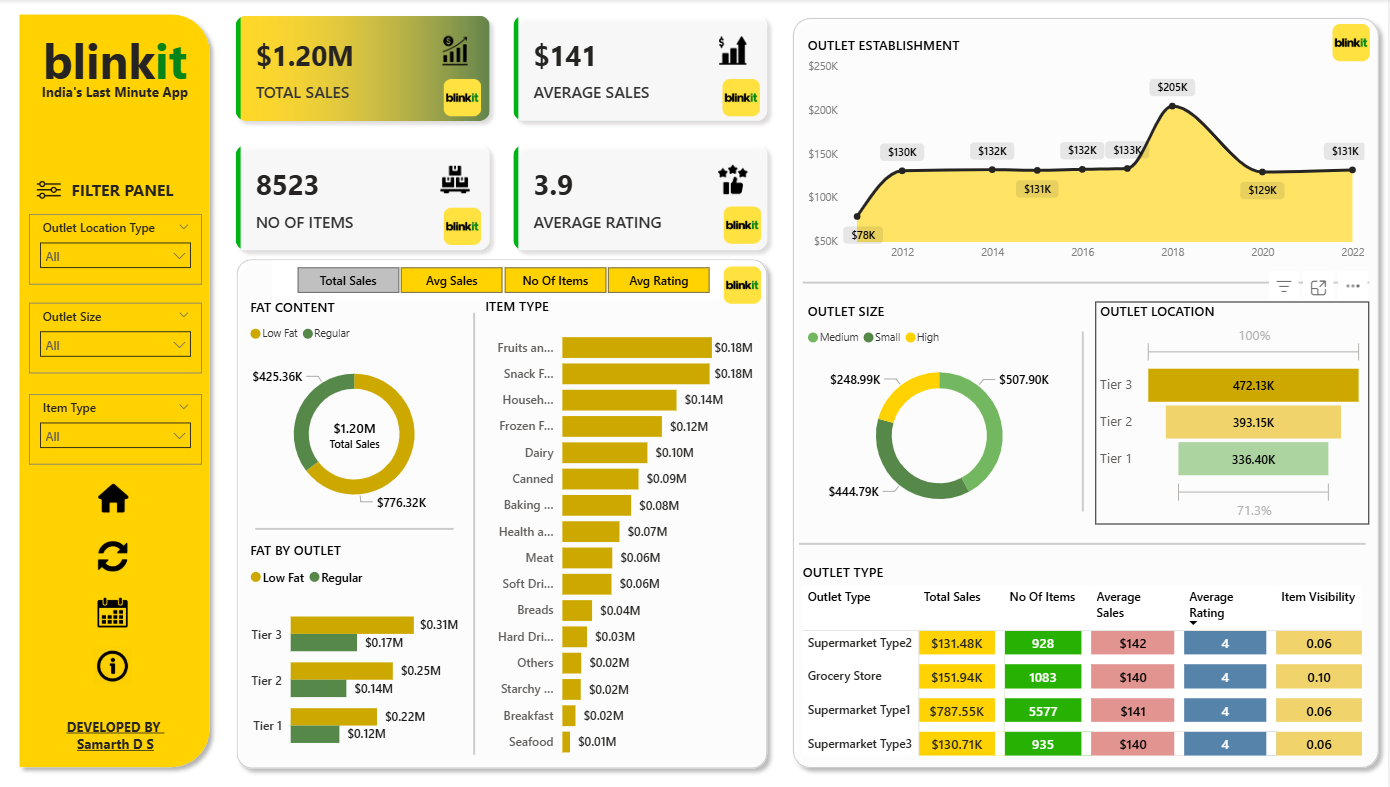 blinkit
India's Last Minute App
FILTER PANEL
Outlet Location Type
All
Outlet Size
All
Item Type
All
DEVELOPED BY
Samarth D S
$1.20M
TOTAL SALES
blinkit
$141
AVERAGE SALES
blinkit
8523
NO OF ITEMS
blinkit
3.9
AVERAGE RATING
blinkit
Total Sales
Avg Sales
No Of Items
Avg Rating
blinkit
FAT CONTENT
Low Fat
Regular
$425.36K
$1.20M
Total Sales
$776.32K
FAT BY OUTLET
Low Fat
Regular
Tier 3
$0.31M
$0.17M
Tier 2
$0.25M
$0.14M
Tier 1
$0.22M
$0.12M
ITEM TYPE
Fruits an... $0.18M
Snack F... $0.18M
Househ... $0.14M
Frozen F... $0.12M
Dairy $0.10M
Canned $0.09M
Baking ... $0.08M
Health a... $0.07M
Meat $0.06M
Soft Dri... $0.06M
Breads $0.04M
Hard Dri... $0.03M
Others $0.02M
Starchy ... $0.02M
Breakfast $0.02M
Seafood $0.01M
OUTLET ESTABLISHMENT
blinkit
$250K
$200K
$150K
$100K
$50K
$78K
$130K
$132K
$131K
$132K
$133K
$205K
$129K
$131K
2012 2014 2016 2018 2020 2022
OUTLET SIZE
Medium
Small
High
$248.99K
$507.90K
$444.79K
OUTLET LOCATION
100%
Tier 3 472.13K
Tier 2 393.15K
Tier 1 336.40K
71.3%
OUTLET TYPE
Outlet Type Total Sales No Of Items Average Sales Average Rating Item Visibility
Supermarket Type2 $131.48K 928 $142 4 0.06
Grocery Store $151.94K 1083 $140 4 0.10
Supermarket Type1 $787.55K 5577 $141 4 0.06
Supermarket Type3 $130.71K 935 $140 4 0.06